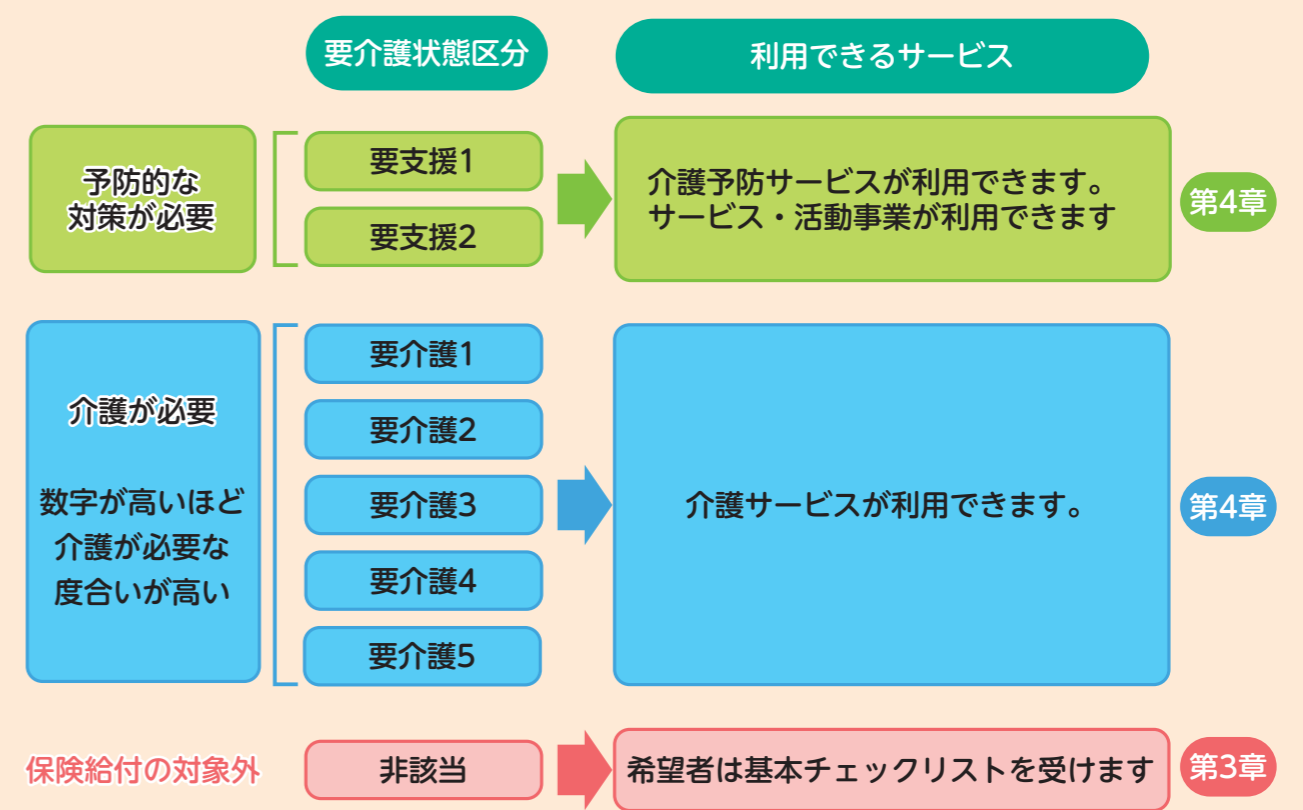 要介護状態区分
利用できるサービス
予防的な
対策が必要
要支援1
要支援2
介護予防サービスが利用できます。
サービス・活動事業が利用できます
第4章
介護が必要
数字が高いほど
介護が必要な
度合いが高い
要介護1
要介護2
要介護3
要介護4
要介護5
介護サービスが利用できます。
第4章
保険給付の対象外
非該当
希望者は基本チェックリストを受けます
第3章